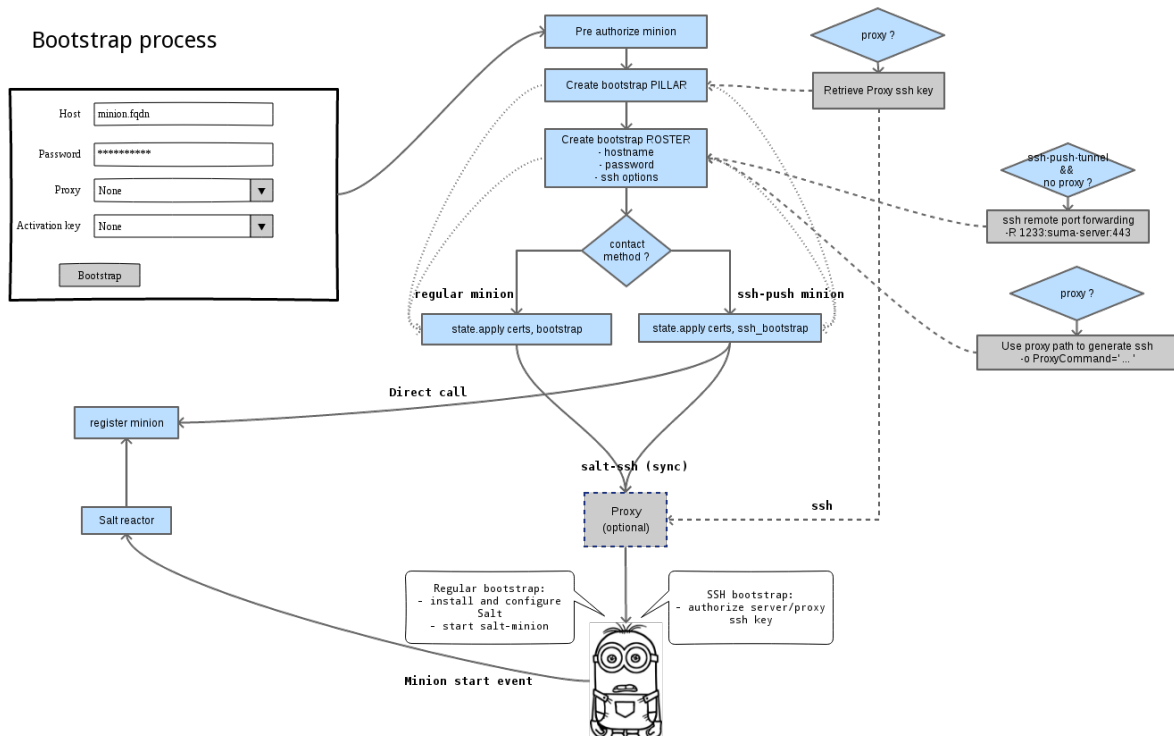 Bootstrap process
Host
minion.fqdn
Password
**********
Proxy
None
Activation key
None
Bootstrap
Pre authorize minion
Create bootstrap PILLAR
Create bootstrap ROSTER
- hostname
- password
- ssh options
contact
method ?
regular minion
ssh-push minion
state.apply certs, bootstrap
state.apply certs, ssh_bootstrap
proxy ?
Retrieve Proxy ssh key
ssh-push-tunnel
&&
no proxy ?
ssh remote port forwarding
-R 1233:suma-server:443
proxy ?
Use proxy path to generate ssh
-o ProxyCommand=' ... '
Direct call
register minion
Salt reactor
salt-ssh (sync)
Proxy
(optional)
ssh
Regular bootstrap:
- install and configure
Salt
- start salt-minion
SSH bootstrap:
- authorize server/proxy
ssh key
Minion start event